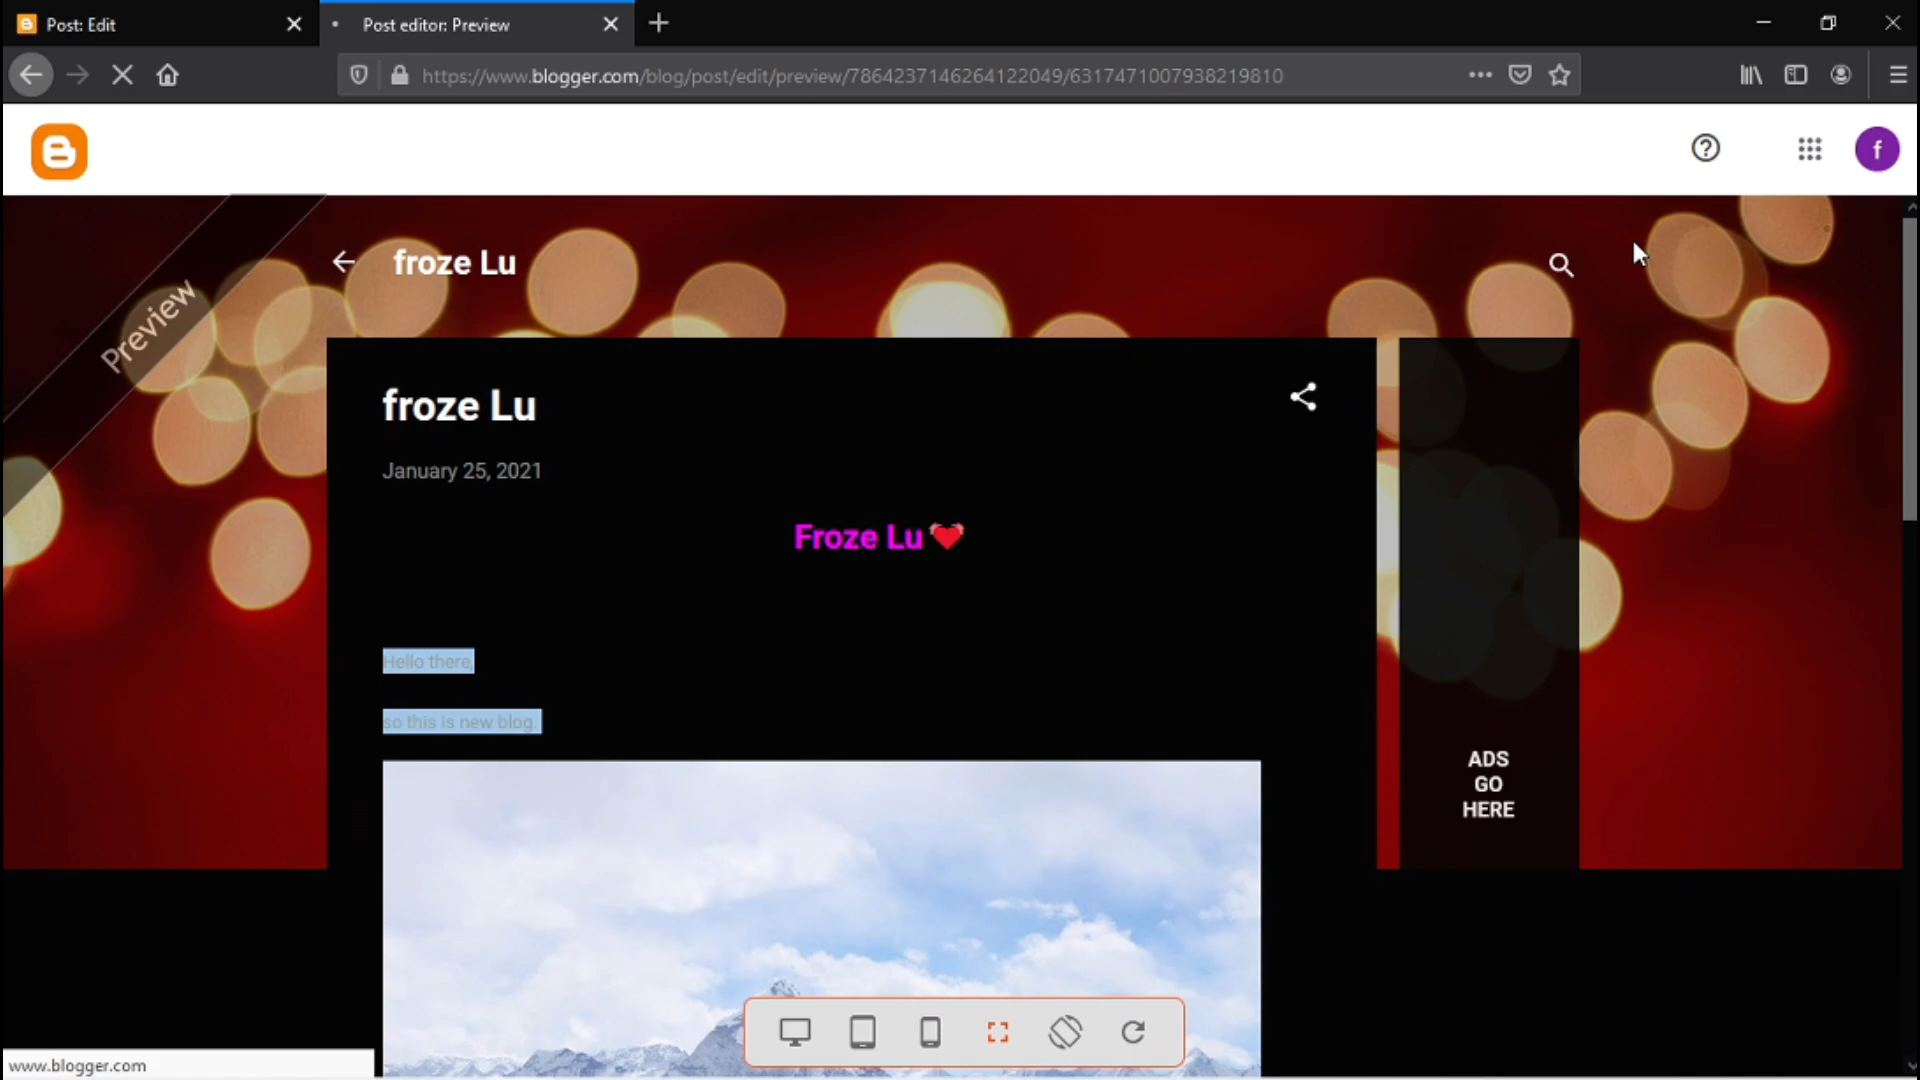 Post: Edit
Post editor: Preview
https://www.blogger.com/blog/post/edit/preview/7864237146264122049/6317471007938219810
f
Preview
froze Lu
froze Lu
January 25, 2021
Froze Lu
Hello there,
so this is new blog.
ADS
GO
HERE
www.blogger.com